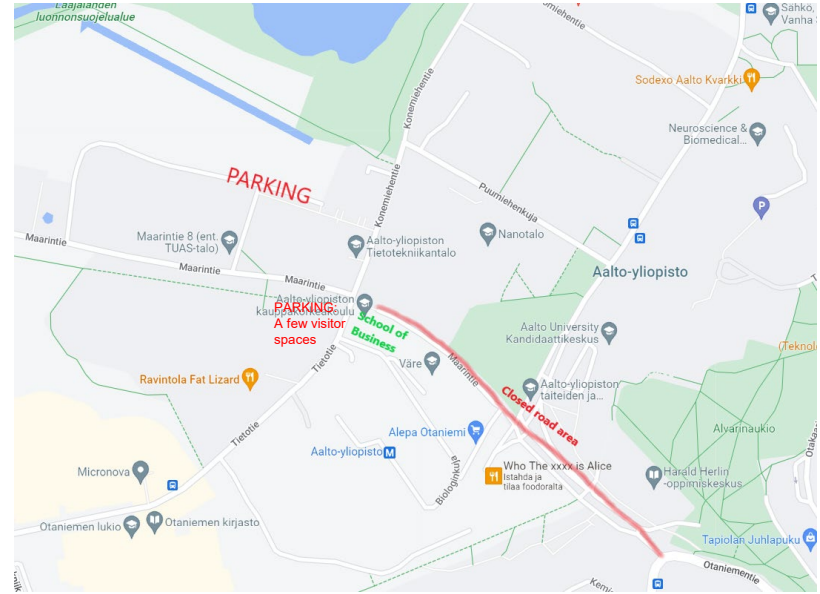 Laajalahden
luonnonsuojelualue
Sähkö,
Vanha S
Sodexo Aalto Kvarkki
Konemiehentie
Neuroscience &
Biomedical...
PARKING
Puumiehenkuja
P
Konemiehentie
Maarintie
Maarintie 8 (ent.
TUAS-talo)
Aalto-yliopiston
Tietotekniikantalo
Nanotalo
Maarintie
Maarintie
Aalto-yliopisto
Aalto-yliopiston
kauppakorkeakoulu
PARKING:
A few visitor
spaces
School of
Business
Aalto University
Kandidaattikeskus
(Teknol
Tietotie
Väre
Maarintie
Ravintola Fat Lizard
Aalto-yliopiston
taiteiden ja...
Closed road area
Alvarinaukio
Otakaa
Tietotie
Alepa Otaniemi
Aalto-yliopisto M
Who The xxxx is Alice
Istahda ja
tilaa foodoralta
Harald Herlin
-oppimiskeskus
Micronova
Biologinkuja
Otaniemen lukio
Otaniemen kirjasto
Tapiolan Juhlapuku
Otaniementie
Kemis